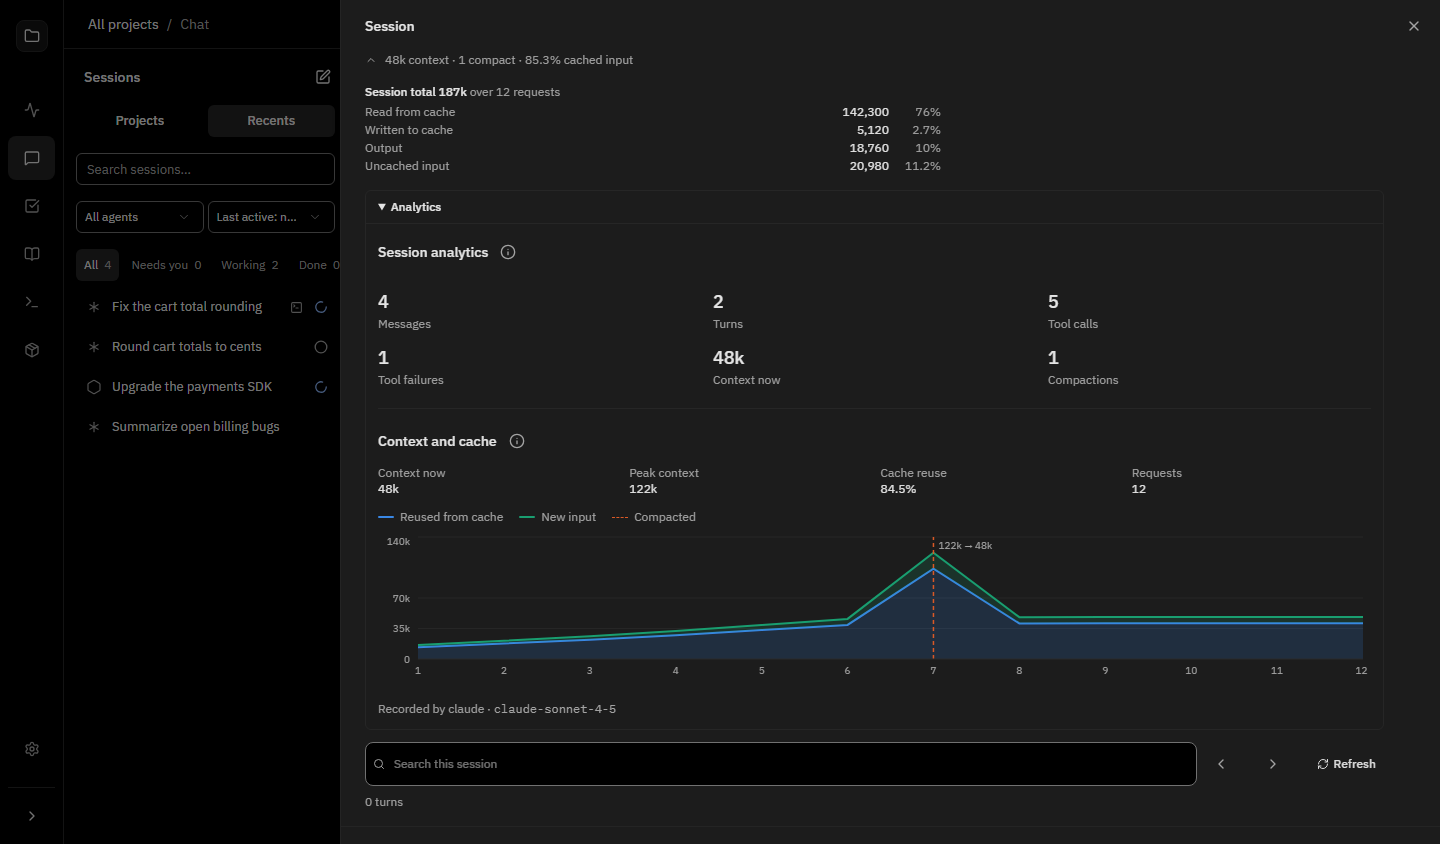 All projects / Chat
Sessions
Projects Recents
Search sessions...
All agents Last active: n...
All 4 Needs you 0 Working 2 Done 0
Fix the cart total rounding
Round cart totals to cents
Upgrade the payments SDK
Summarize open billing bugs
Session
48k context · 1 compact · 85.3% cached input
Session total 187k over 12 requests
Read from cache 142,300 76%
Written to cache 5,120 2.7%
Output 18,760 10%
Uncached input 20,980 11.2%
Analytics
Session analytics
4 2 5
Messages Turns Tool calls
1 48k 1
Tool failures Context now Compactions
Context and cache
Context now Peak context Cache reuse Requests
48k 122k 84.5% 12
Reused from cache New input Compacted
140k
122k → 48k
70k
35k
0
1 2 3 4 5 6 7 8 9 10 11 12
Recorded by claude · claude-sonnet-4-5
Search this session Refresh
0 turns